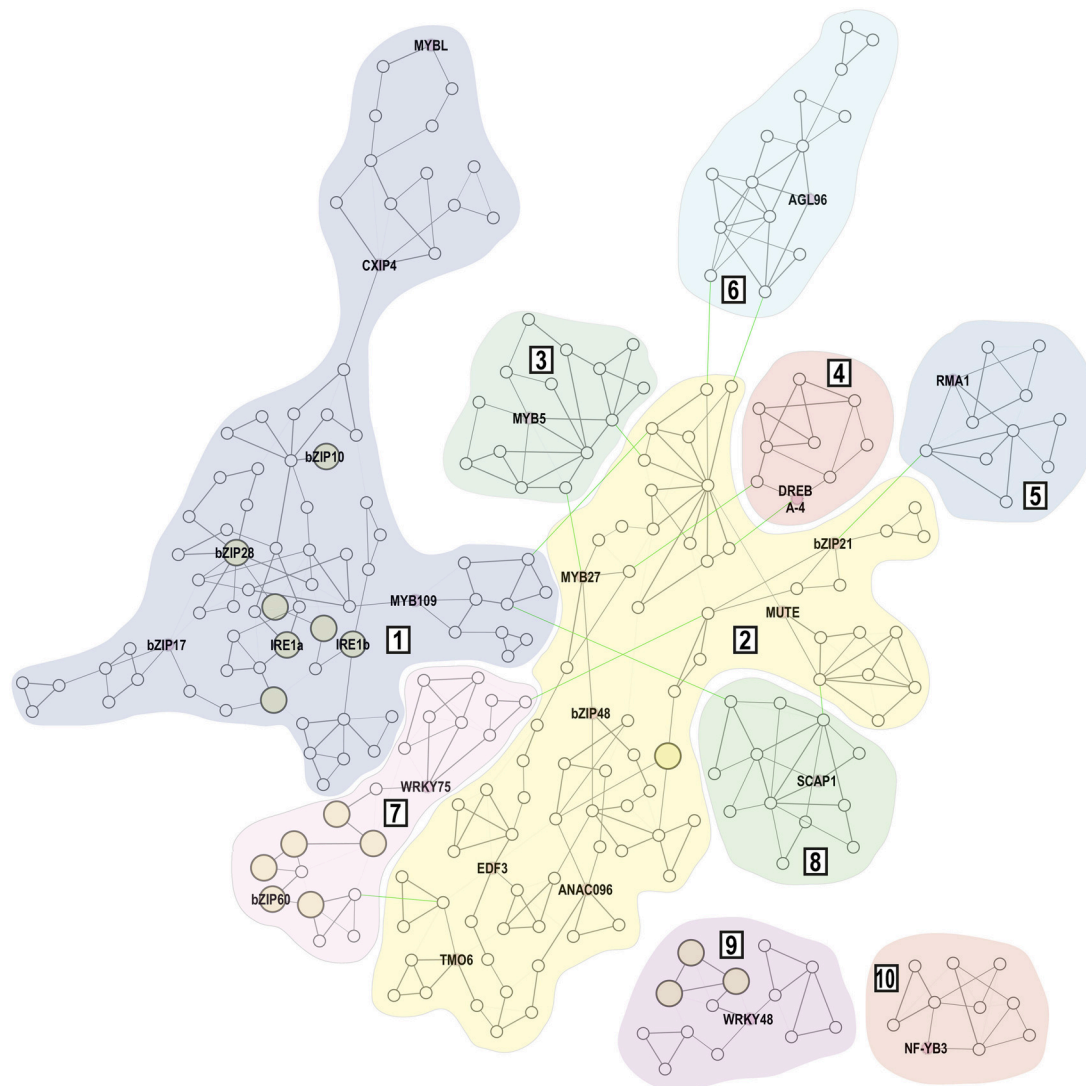 MYBL
AGL96
CXIP4
6
3
4
RMA1
MYB5
bZIP10
5
DREB
A-4
bZIP28
bZIP21
MYB27
MYB109
MUTE
1
2
bZIP17
IRE1a
IRE1b
bZIP48
SCAP1
WRKY75
7
8
EDF3
ANAC096
bZIP60
9
TMO6
10
WRKY48
NF-YB3